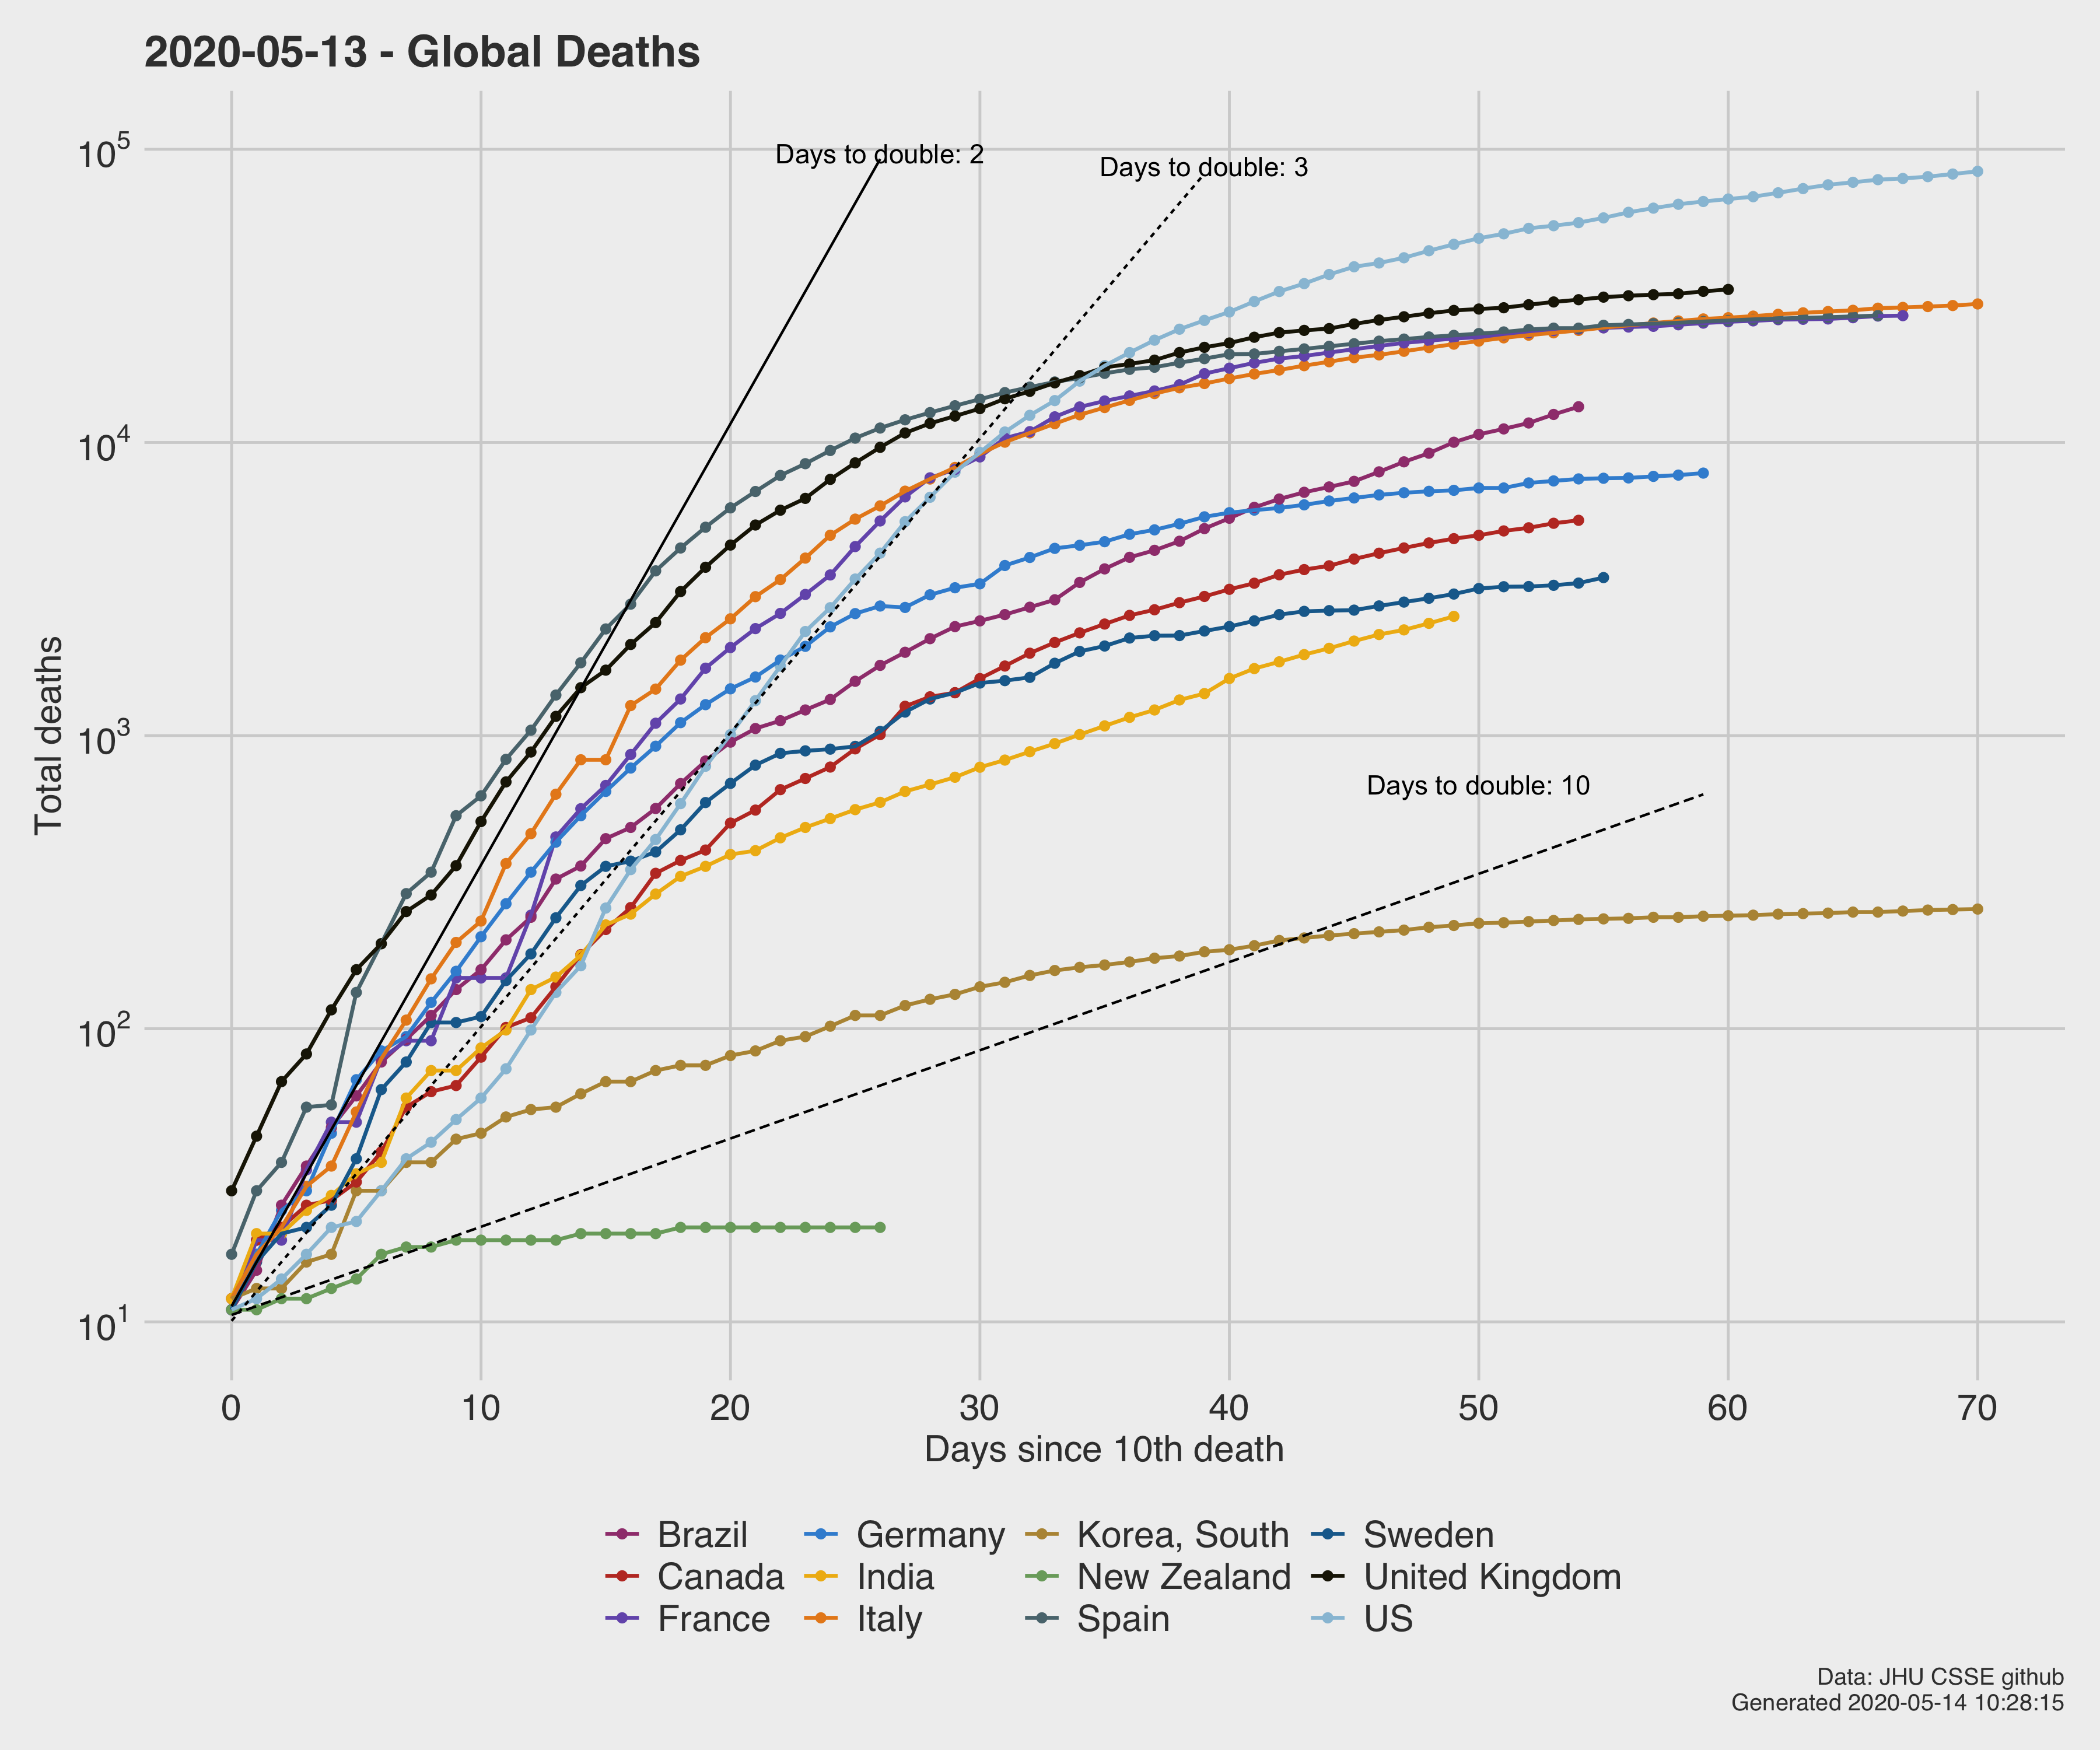 2020-05-13 - Global Deaths
Days to double: 2
Days to double: 3
Days to double: 10
Total deaths
10^5
10^4
10^3
10^2
10^1
0 10 20 30 40 50 60 70
Days since 10th death
Brazil Germany Korea, South Sweden
Canada India New Zealand United Kingdom
France Italy Spain US
Data: JHU CSSE github
Generated 2020-05-14 10:28:15